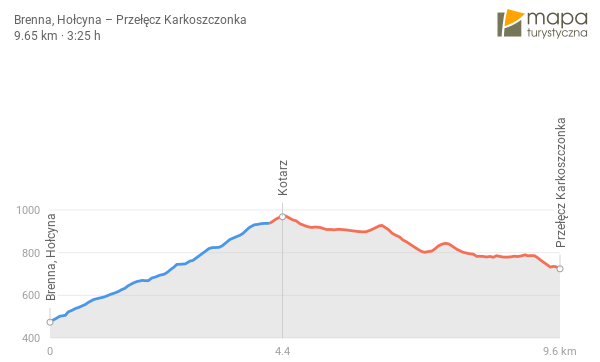 Brenna, Hołcyna – Przełęcz Karkoszczonka
9.65 km · 3:25 h
mapa
turystyczna
Brenna, Hołcyna
Kotarz
Przełęcz Karkoszczonka
1000
800
600
400
0
4.4
9.6 km